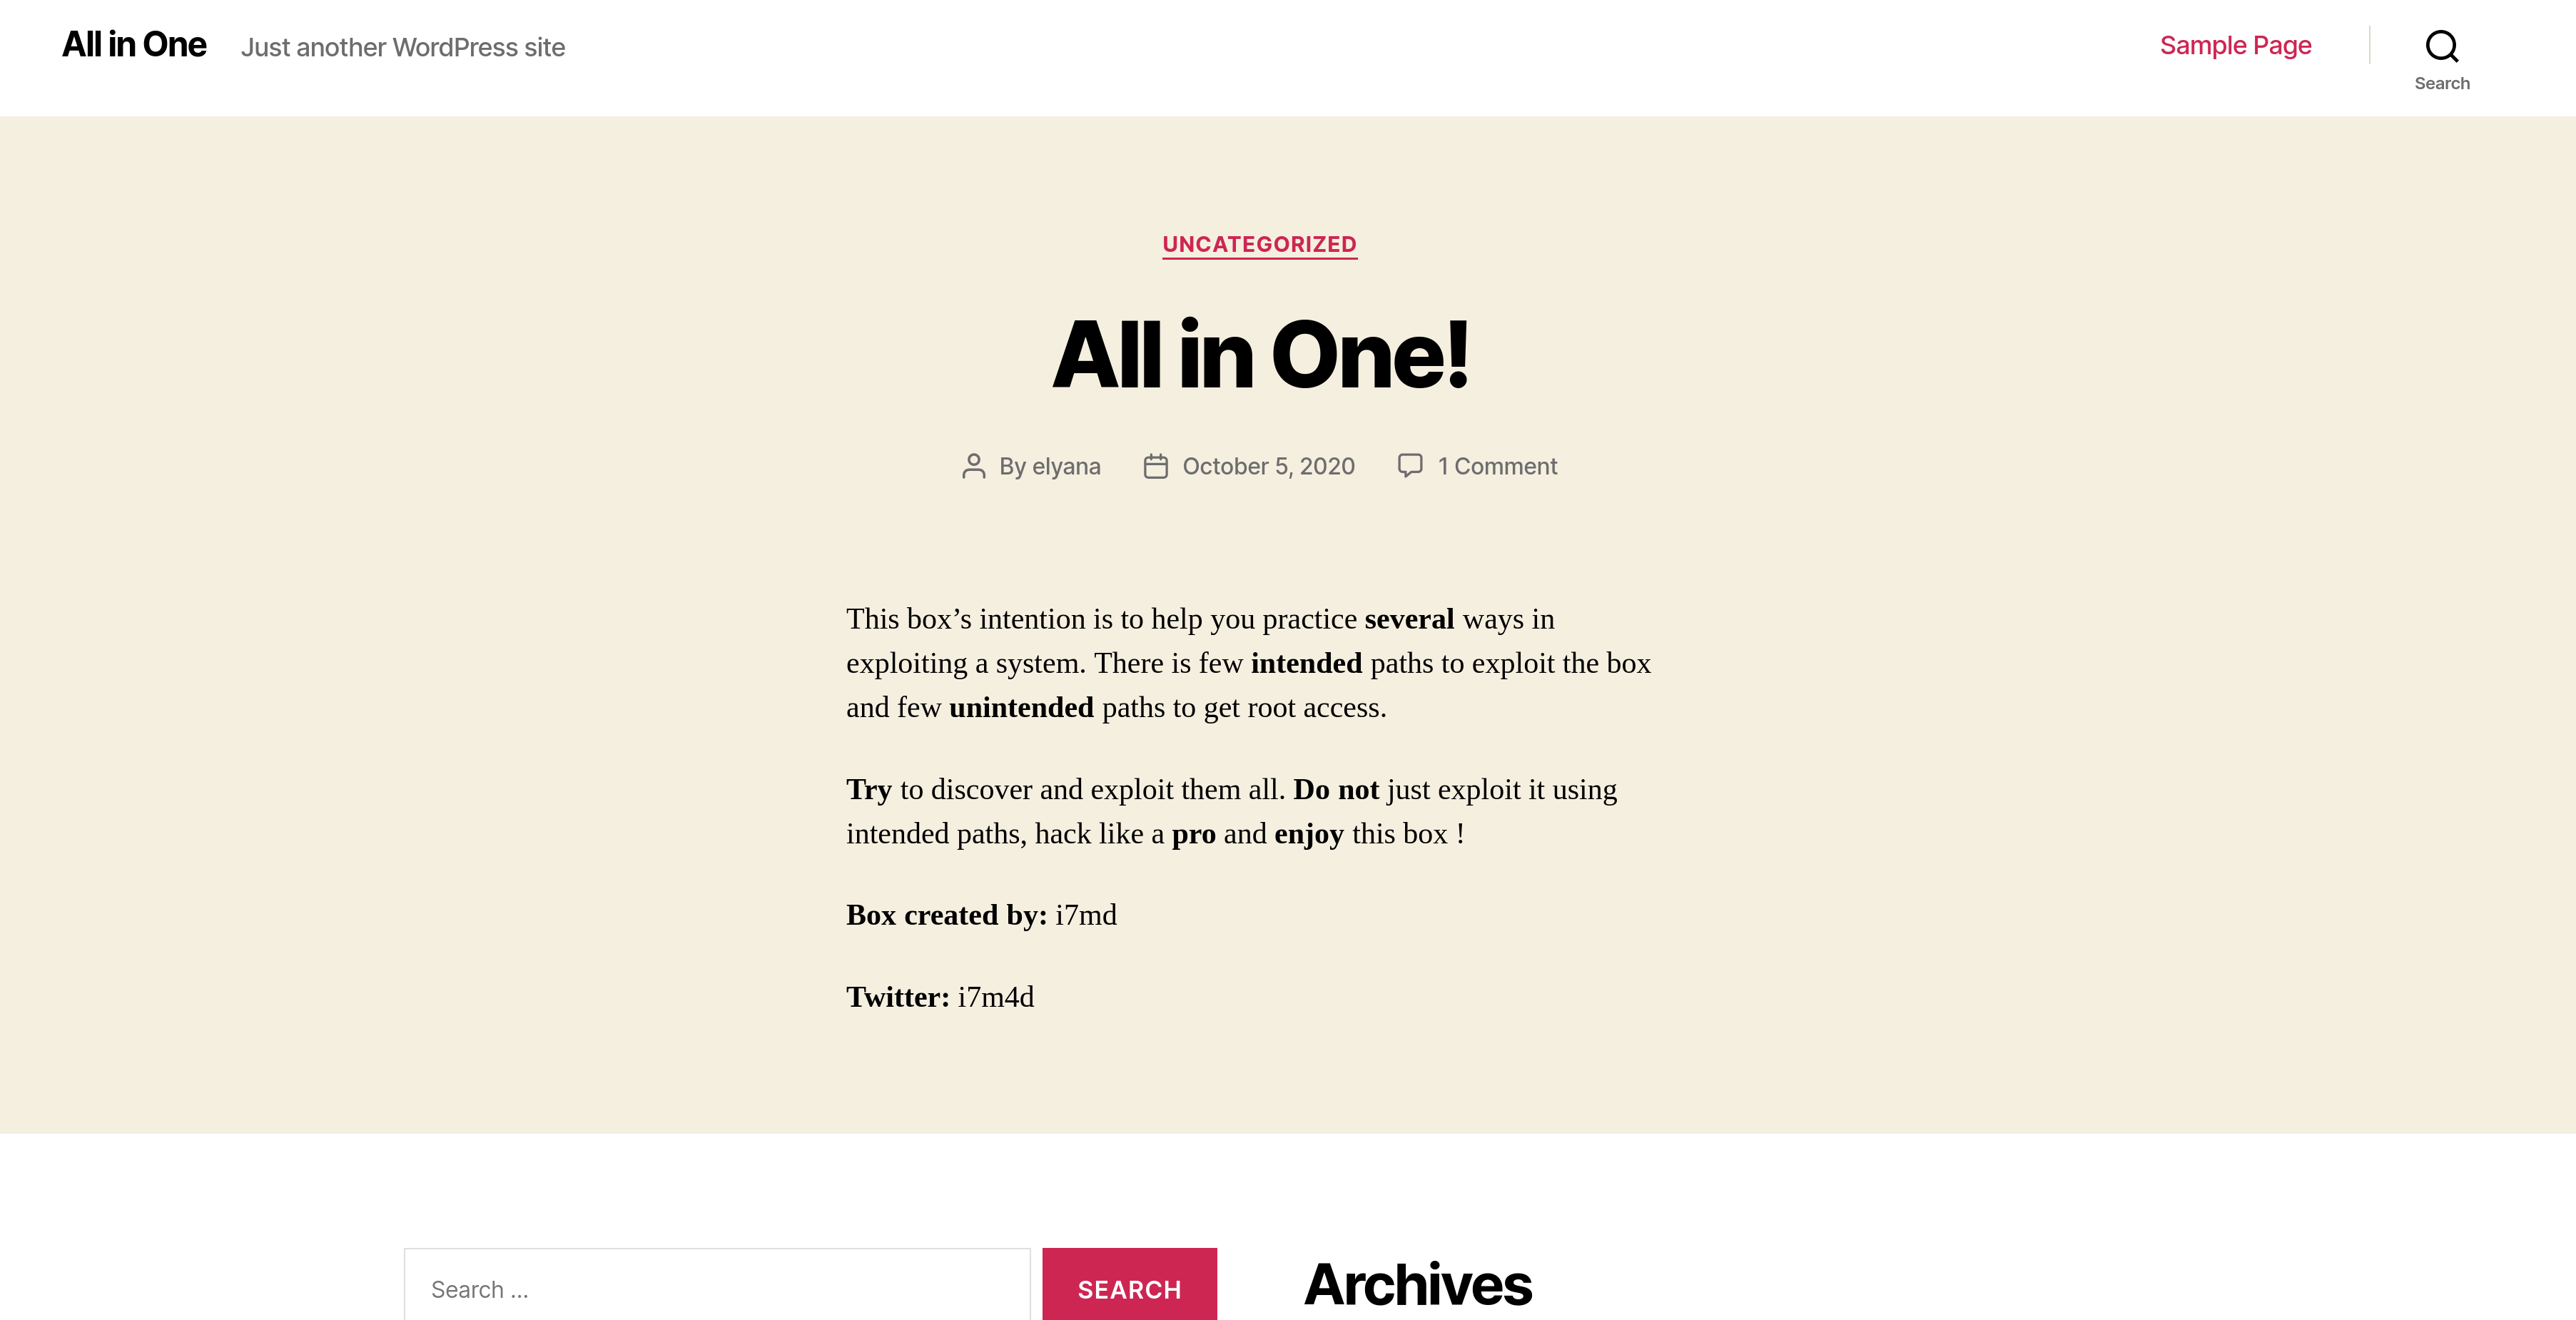 All in One
Just another WordPress site
Sample Page
Search
UNCATEGORIZED
All in One!
By elyana
October 5, 2020
1 Comment
This box’s intention is to help you practice several ways in
exploiting a system. There is few intended paths to exploit the box
and few unintended paths to get root access.
Try to discover and exploit them all. Do not just exploit it using
intended paths, hack like a pro and enjoy this box !
Box created by: i7md
Twitter: i7m4d
Search …
SEARCH
Archives